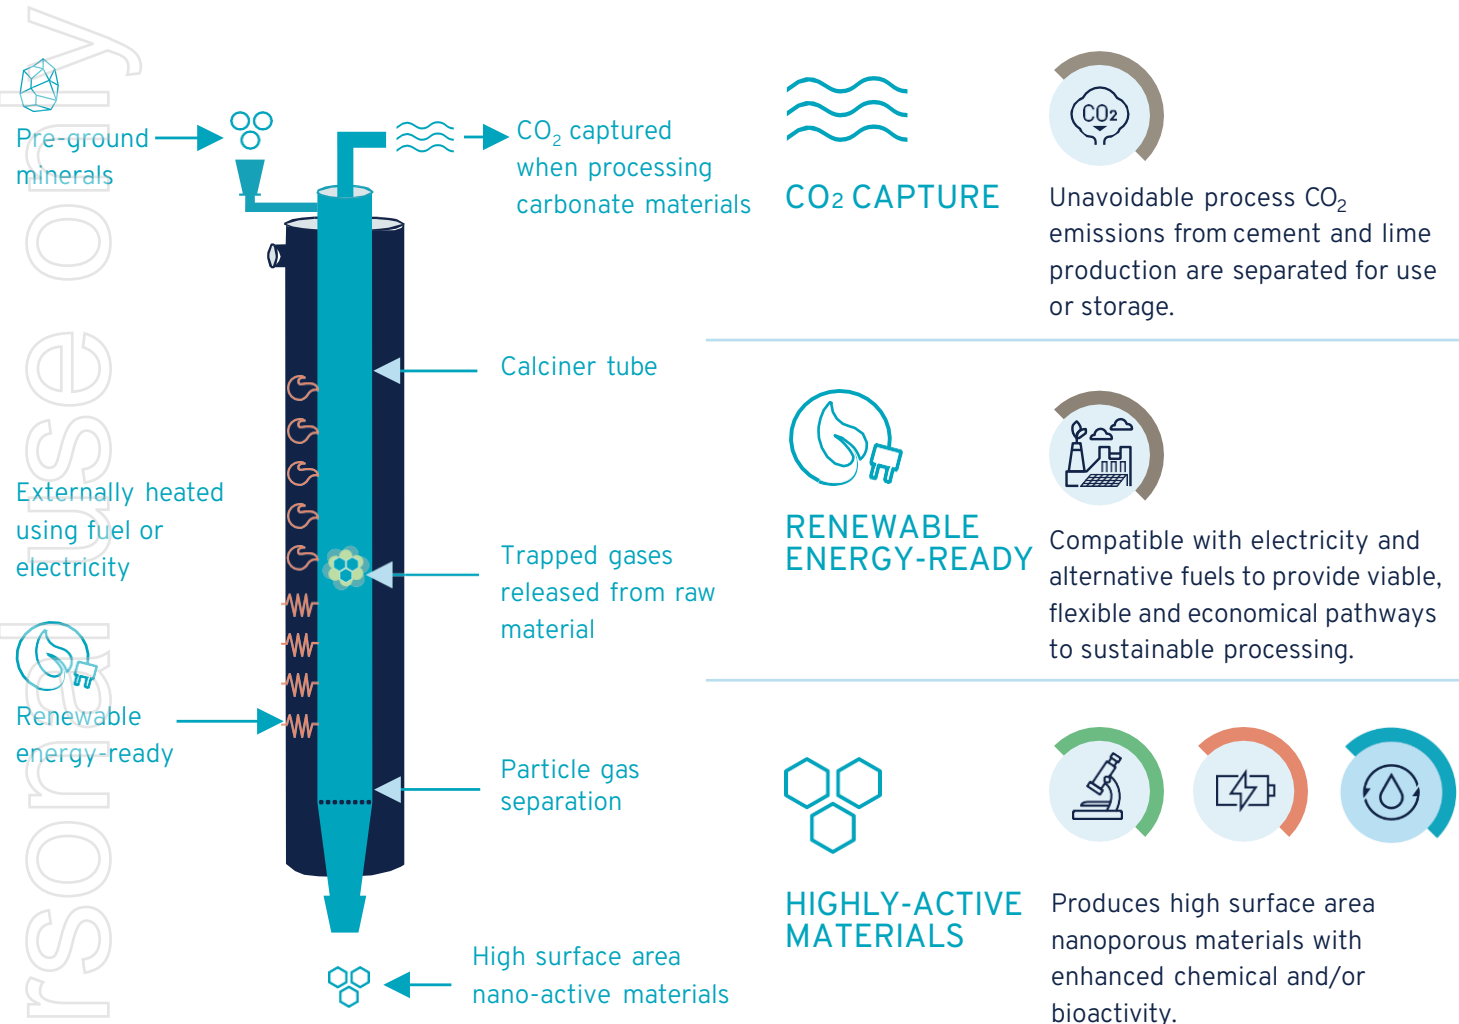 Pre-ground
minerals
CO₂ captured
when processing
carbonate materials
Calciner tube
Externally heated
using fuel or
electricity
Trapped gases
released from raw
material
Renewable
energy-ready
Particle gas
separation
High surface area
nano-active materials
CO2 CAPTURE
CO2
Unavoidable process CO₂
emissions from cement and lime
production are separated for use
or storage.
RENEWABLE
ENERGY-READY
Compatible with electricity and
alternative fuels to provide viable,
flexible and economical pathways
to sustainable processing.
HIGHLY-ACTIVE
MATERIALS
Produces high surface area
nanoporous materials with
enhanced chemical and/or
bioactivity.
rsonal use only